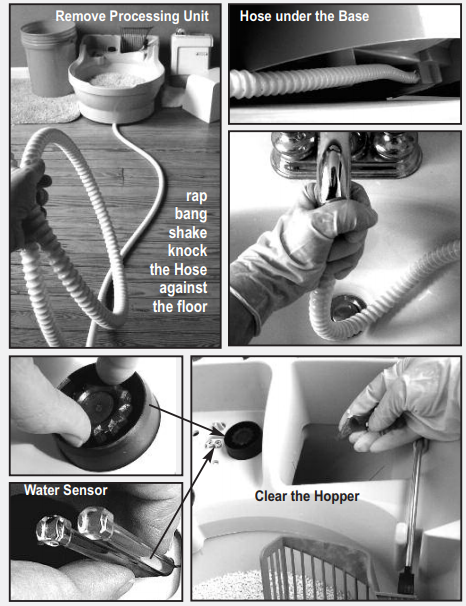 Remove Processing Unit
Hose under the Base
rap
bang
shake
knock
the Hose
against
the floor
Water Sensor
Clear the Hopper